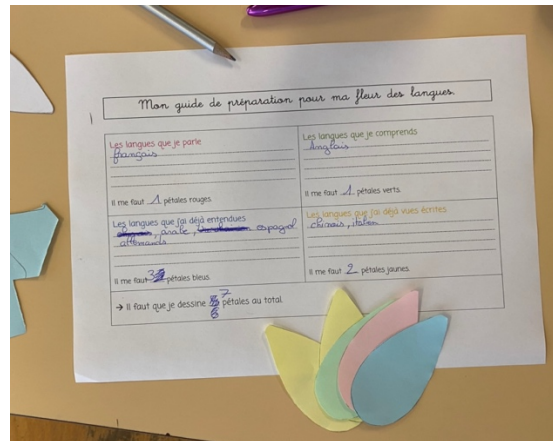 Mon guide de préparation pour ma fleur des langues.
Les langues que je parle
français
Il me faut 1 pétales rouges.
Les langues que je comprends
Anglais
Il me faut 1 pétales verts.
Les langues que j'ai déjà entendues
, arabe, espagnol
allemands
Il me faut 3 pétales bleus.
Les langues que j'ai déjà vues écrites
chinois, italien
Il me faut 2 pétales jaunes.
→ Il faut que je dessine 7 pétales au total.